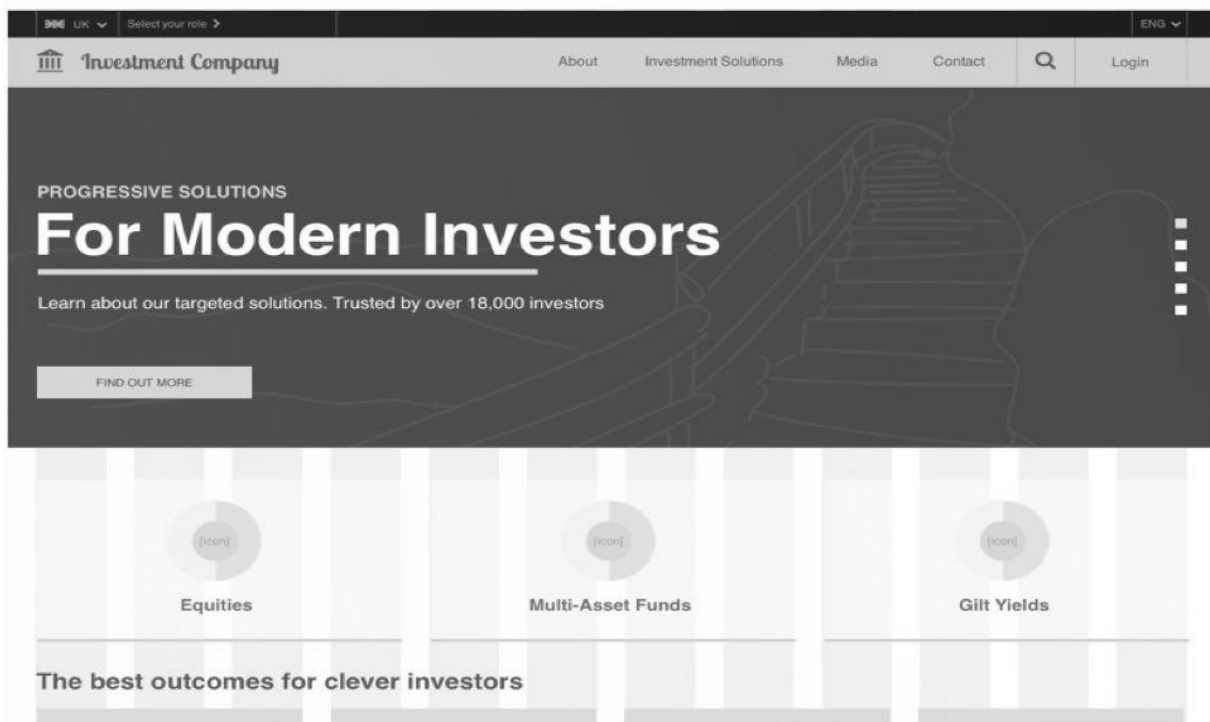 UK
Select your role
ENG
Investment Company
About
Investment Solutions
Media
Contact
Login
PROGRESSIVE SOLUTIONS
For Modern Investors
Learn about our targeted solutions. Trusted by over 18,000 investors
FIND OUT MORE
[icon]
[icon]
[icon]
Equities
Multi-Asset Funds
Gilt Yields
The best outcomes for clever investors